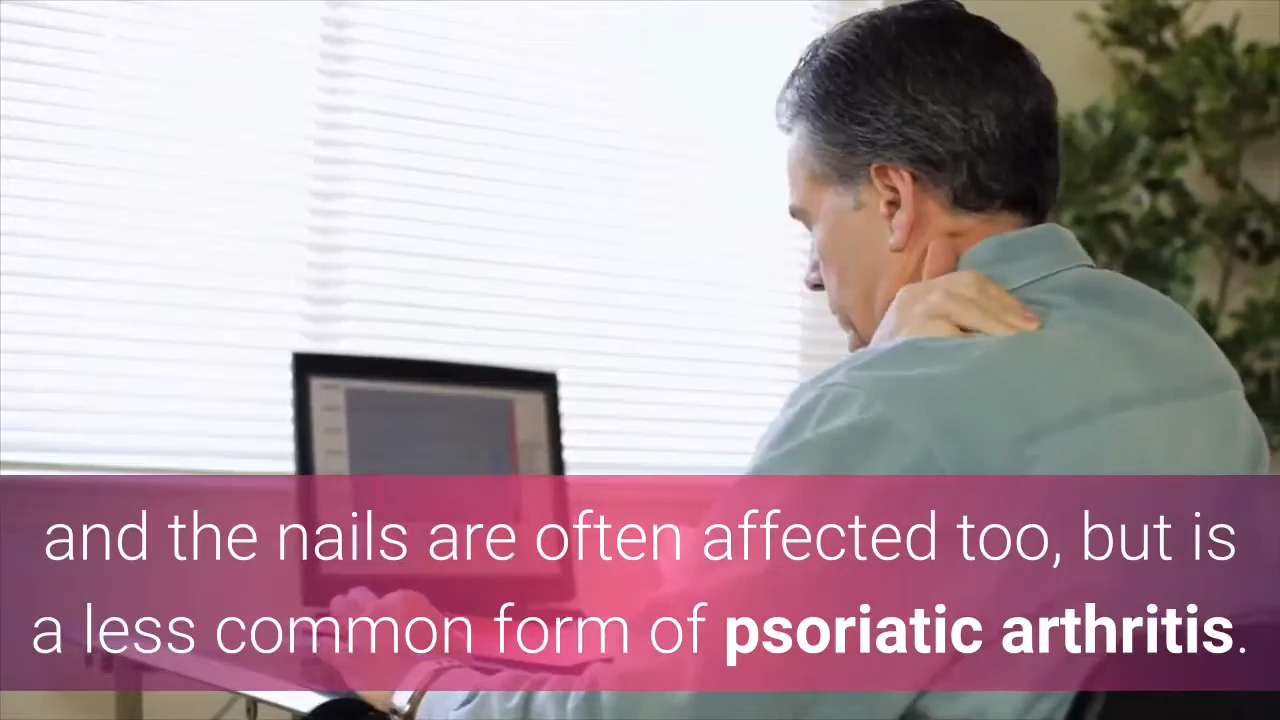 and the nails are often affected too, but is
a less common form of psoriatic arthritis.